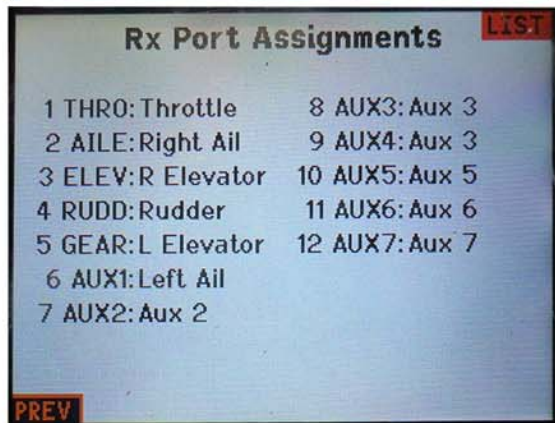 Rx Port Assignments
LIST
1 THRO: Throttle
2 AILE: Right Ail
3 ELEV: R Elevator
4 RUDD: Rudder
5 GEAR: L Elevator
6 AUX1: Left Ail
7 AUX2: Aux 2
8 AUX3: Aux 3
9 AUX4: Aux 3
10 AUX5: Aux 5
11 AUX6: Aux 6
12 AUX7: Aux 7
PREV